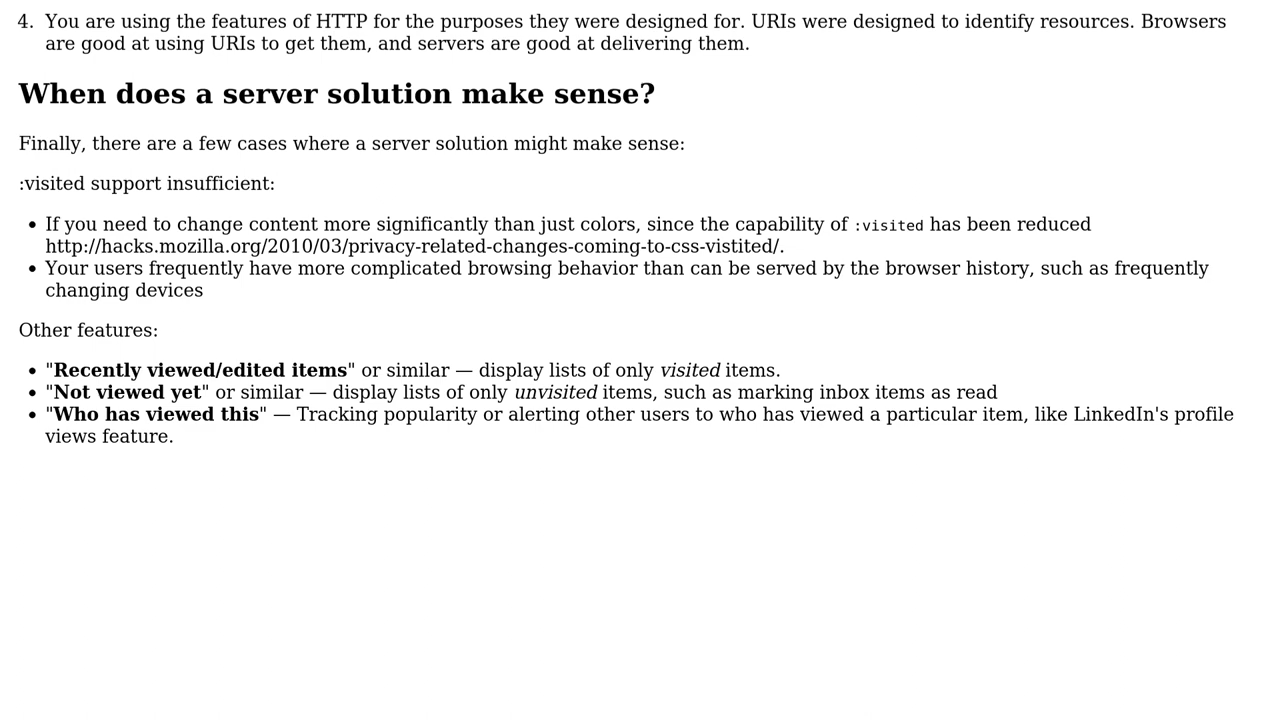 4. You are using the features of HTTP for the purposes they were designed for. URIs were designed to identify resources. Browsers
are good at using URIs to get them, and servers are good at delivering them.
When does a server solution make sense?
Finally, there are a few cases where a server solution might make sense:
:visited support insufficient:
• If you need to change content more significantly than just colors, since the capability of :visited has been reduced
http://hacks.mozilla.org/2010/03/privacy-related-changes-coming-to-css-vistited/.
• Your users frequently have more complicated browsing behavior than can be served by the browser history, such as frequently
changing devices
Other features:
• "Recently viewed/edited items" or similar — display lists of only visited items.
• "Not viewed yet" or similar — display lists of only unvisited items, such as marking inbox items as read
• "Who has viewed this" — Tracking popularity or alerting other users to who has viewed a particular item, like LinkedIn's profile
views feature.